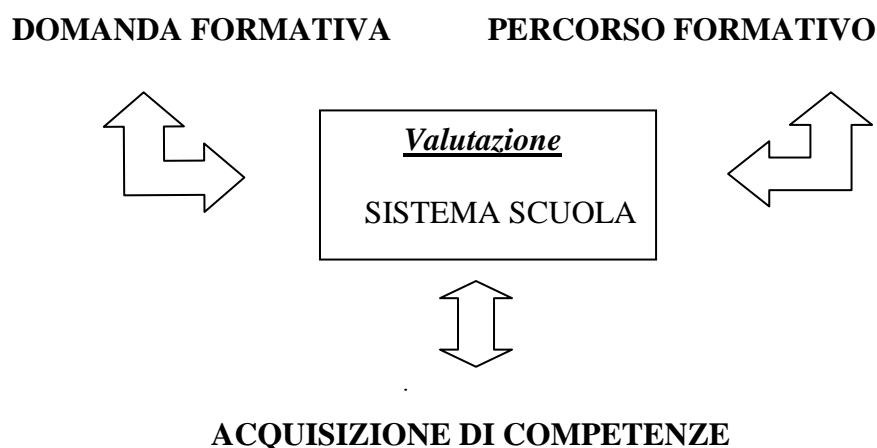 DOMANDA FORMATIVA PERCORSO FORMATIVO
Valutazione
SISTEMA SCUOLA
ACQUISIZIONE DI COMPETENZE